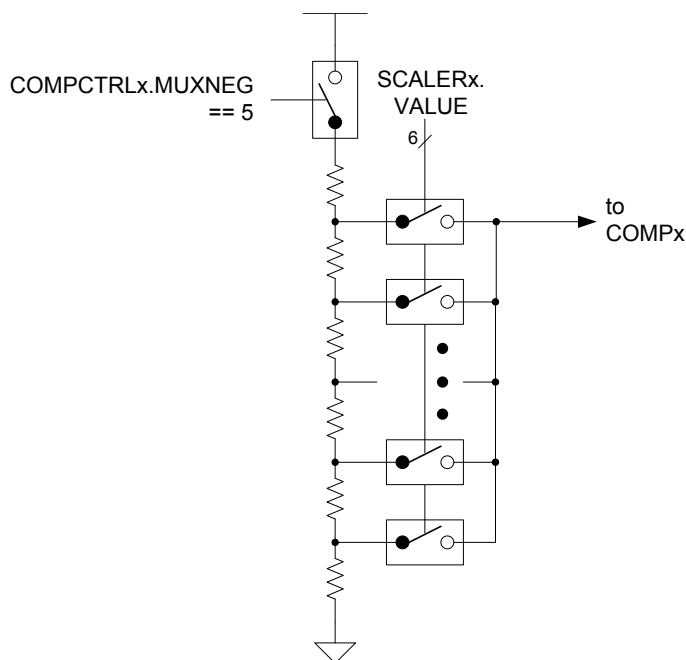 COMPCTRLx.MUXNEG
== 5
SCALERx.
VALUE
6
to
COMPx